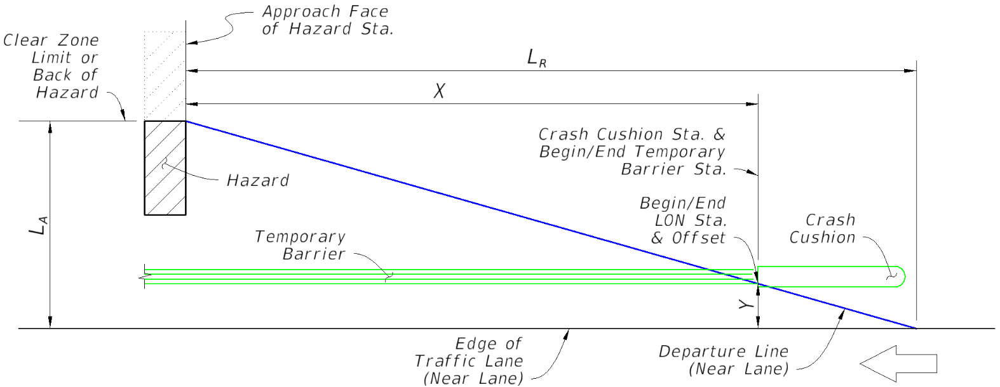 Approach Face
of Hazard Sta.
Clear Zone
Limit or
Back of
Hazard
LR
X
Crash Cushion Sta. &
Begin/End Temporary
Barrier Sta.
Hazard
Begin/End
LON Sta.
& Offset
Crash
Cushion
LA
Temporary
Barrier
Y
Edge of
Traffic Lane
(Near Lane)
Departure Line
(Near Lane)